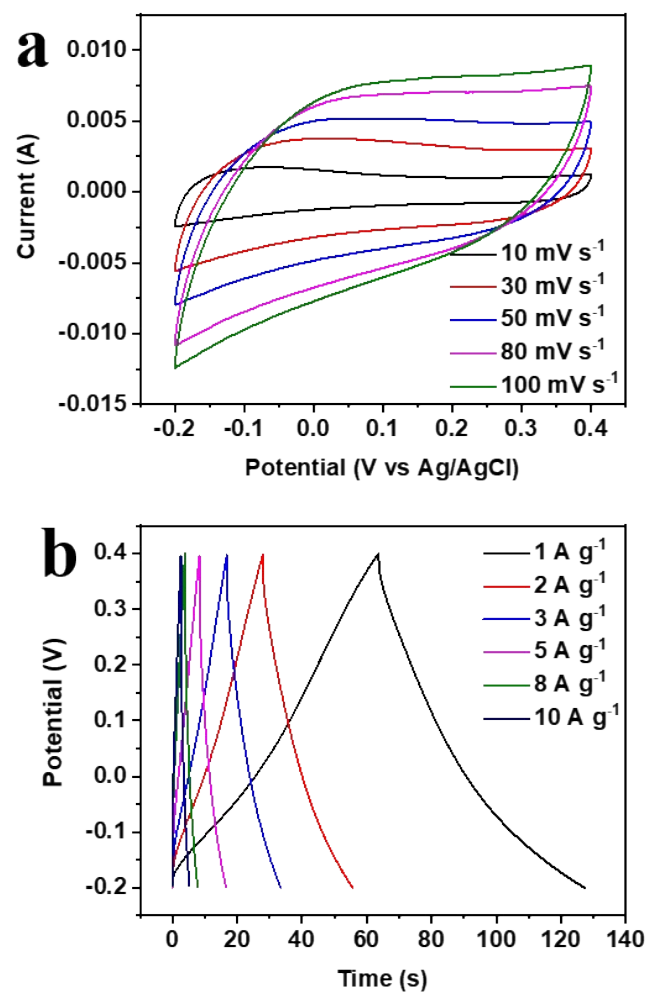 a
0.010
0.005
0.000
-0.005
-0.010
-0.015
Current (A)
10 mV s⁻¹
30 mV s⁻¹
50 mV s⁻¹
80 mV s⁻¹
100 mV s⁻¹
-0.2 -0.1 0.0 0.1 0.2 0.3 0.4
Potential (V vs Ag/AgCl)
b
0.4
0.3
0.2
0.1
0.0
-0.1
-0.2
Potential (V)
1 A g⁻¹
2 A g⁻¹
3 A g⁻¹
5 A g⁻¹
8 A g⁻¹
10 A g⁻¹
0 20 40 60 80 100 120 140
Time (s)